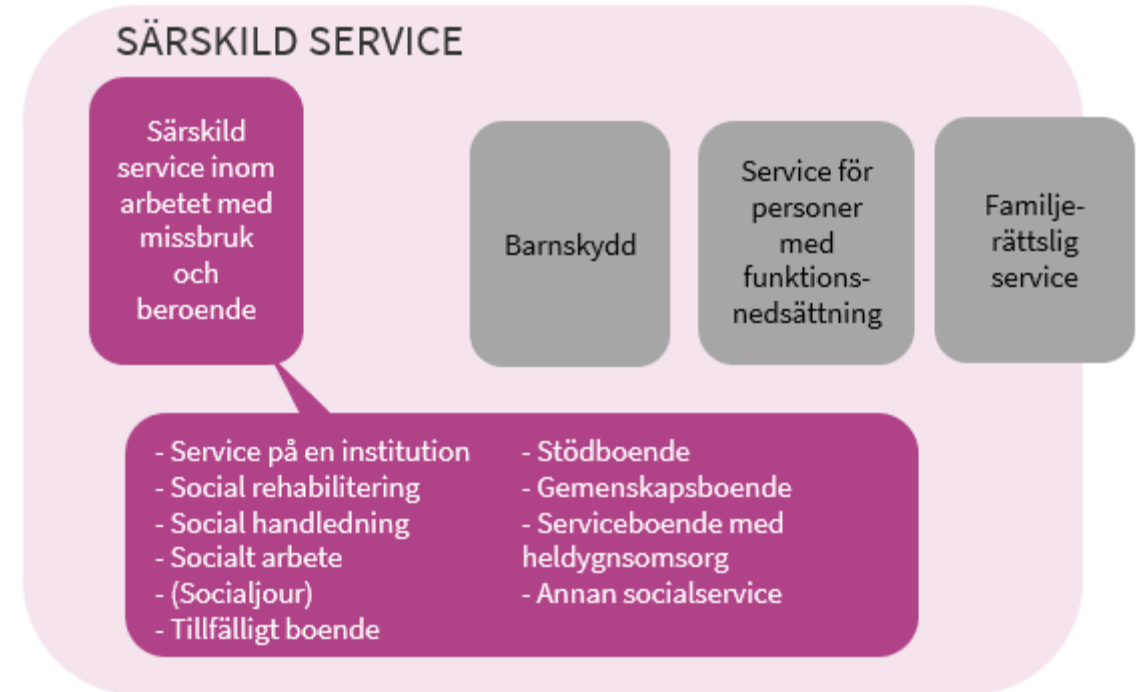 SÄRSKILD SERVICE
Särskild
service inom
arbetet med
missbruk
och
beroende
Barnskydd
Service för
personer
med
funktions-
nedsättning
Familje-
rättslig
service
- Service på en institution
- Social rehabilitering
- Social handledning
- Socialt arbete
- (Socialjour)
- Tillfälligt boende
- Stödboende
- Gemenskapsboende
- Serviceboende med
heldygnsomsorg
- Annan socialservice